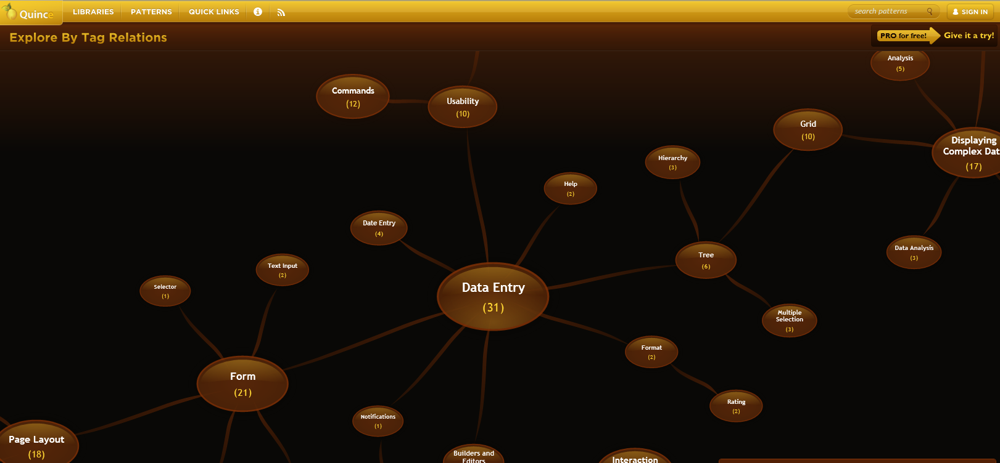 Quince
LIBRARIES
PATTERNS
QUICK LINKS
search patterns
SIGN IN
Explore By Tag Relations
PRO for free!
Give it a try!
Analysis
(5)
Commands
(12)
Usability
(10)
Grid
(10)
Displaying
Complex Dat
(17)
Hierarchy
(3)
Help
(2)
Date Entry
(4)
Data Analysis
(3)
Tree
(6)
Text Input
(2)
Selector
(1)
Data Entry
(31)
Multiple
Selection
(3)
Format
(2)
Form
(21)
Rating
(2)
Notifications
(1)
Page Layout
(18)
Builders and
Editors
Interaction